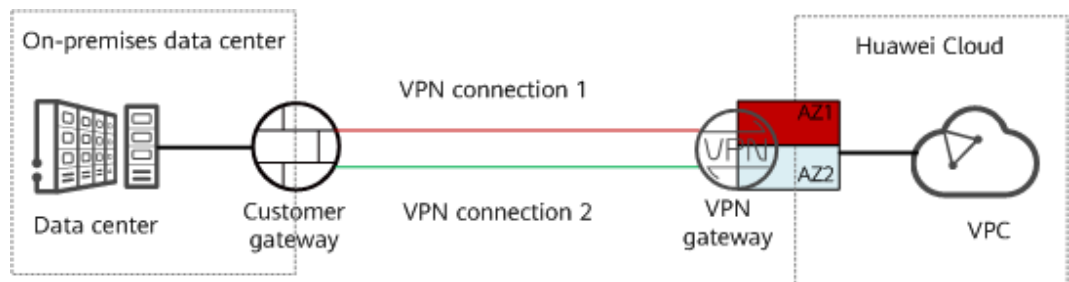 On-premises data center
Huawei Cloud
VPN connection 1
AZ1
VPN
AZ2
Data center
Customer
gateway
VPN connection 2
VPN
gateway
VPC